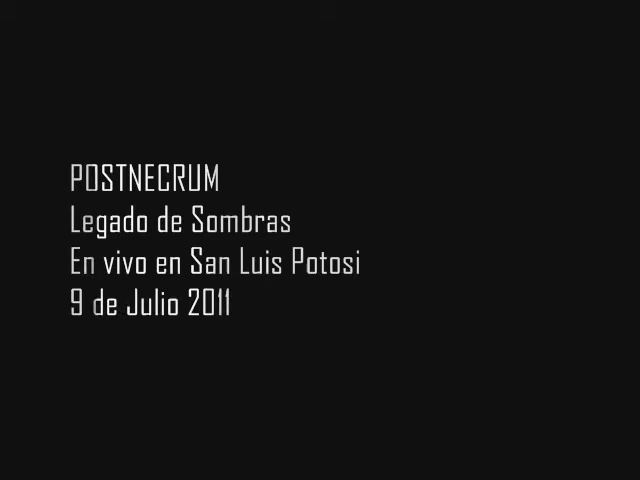 POSTNECRUM
Legado de Sombras
En vivo en San Luis Potosi
9 de Julio 2011